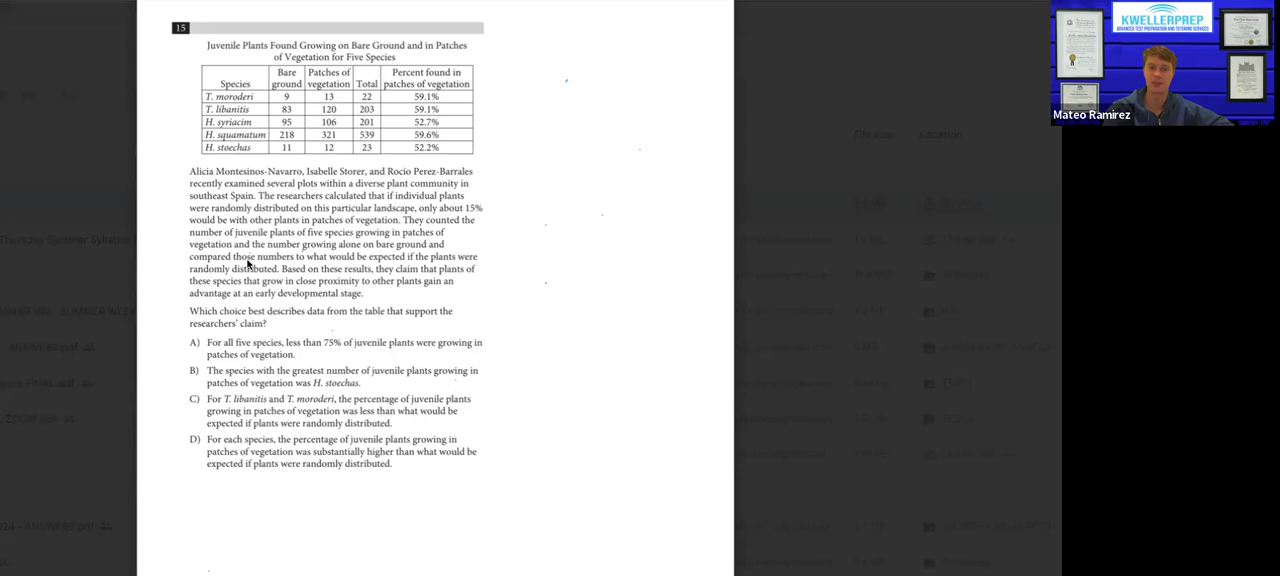 15
Juvenile Plants Found Growing on Bare Ground and in Patches
of Vegetation for Five Species
Species Bare ground Patches of vegetation Total Percent found in patches of vegetation
T. moroderi 9 13 22 59.1%
T. libanitis 83 120 203 59.1%
H. syriacim 95 106 201 52.7%
H. squamatum 218 321 539 59.6%
H. stoechas 11 12 23 52.2%
Alicia Montesinos-Navarro, Isabelle Storer, and Rocío Perez-Barrales
recently examined several plots within a diverse plant community in
southeast Spain. The researchers calculated that if individual plants
were randomly distributed on this particular landscape, only about 15%
would be with other plants in patches of vegetation. They counted the
number of juvenile plants of five species growing in patches of
vegetation and the number growing alone on bare ground and
compared those numbers to what would be expected if the plants were
randomly distributed. Based on these results, they claim that plants of
these species that grow in close proximity to other plants gain an
advantage at an early developmental stage.
Which choice best describes data from the table that support the
researchers' claim?
A) For all five species, less than 75% of juvenile plants were growing in
patches of vegetation.
B) The species with the greatest number of juvenile plants growing in
patches of vegetation was H. stoechas.
C) For T. libanitis and T. moroderi, the percentage of juvenile plants
growing in patches of vegetation was less than what would be
expected if plants were randomly distributed.
D) For each species, the percentage of juvenile plants growing in
patches of vegetation was substantially higher than what would be
expected if plants were randomly distributed.
KWELLERPREP
ADVANCED TEST PREPARATION AND TUTORING SERVICES
Mateo Ramirez
File size
Location
Thursday Summer Syllab